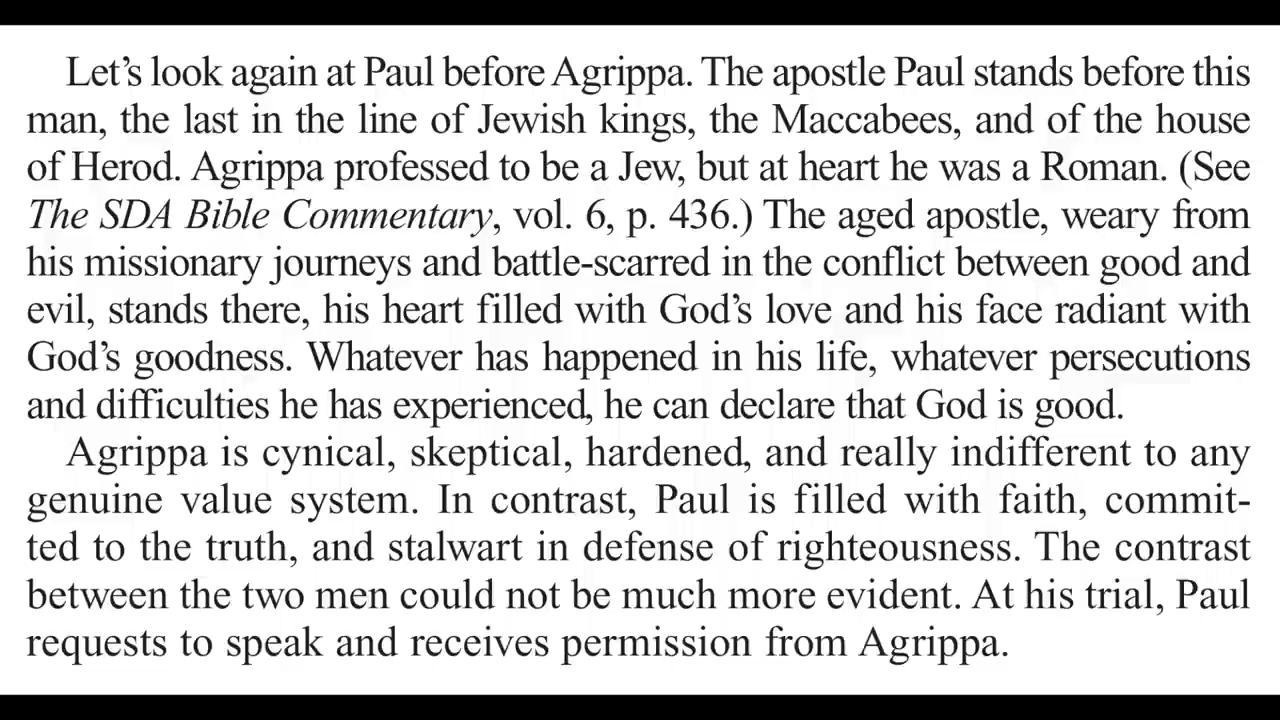 Let’s look again at Paul before Agrippa. The apostle Paul stands before this
man, the last in the line of Jewish kings, the Maccabees, and of the house
of Herod. Agrippa professed to be a Jew, but at heart he was a Roman. (See
The SDA Bible Commentary, vol. 6, p. 436.) The aged apostle, weary from
his missionary journeys and battle-scarred in the conflict between good and
evil, stands there, his heart filled with God’s love and his face radiant with
God’s goodness. Whatever has happened in his life, whatever persecutions
and difficulties he has experienced, he can declare that God is good.
Agrippa is cynical, skeptical, hardened, and really indifferent to any
genuine value system. In contrast, Paul is filled with faith, commit-
ted to the truth, and stalwart in defense of righteousness. The contrast
between the two men could not be much more evident. At his trial, Paul
requests to speak and receives permission from Agrippa.